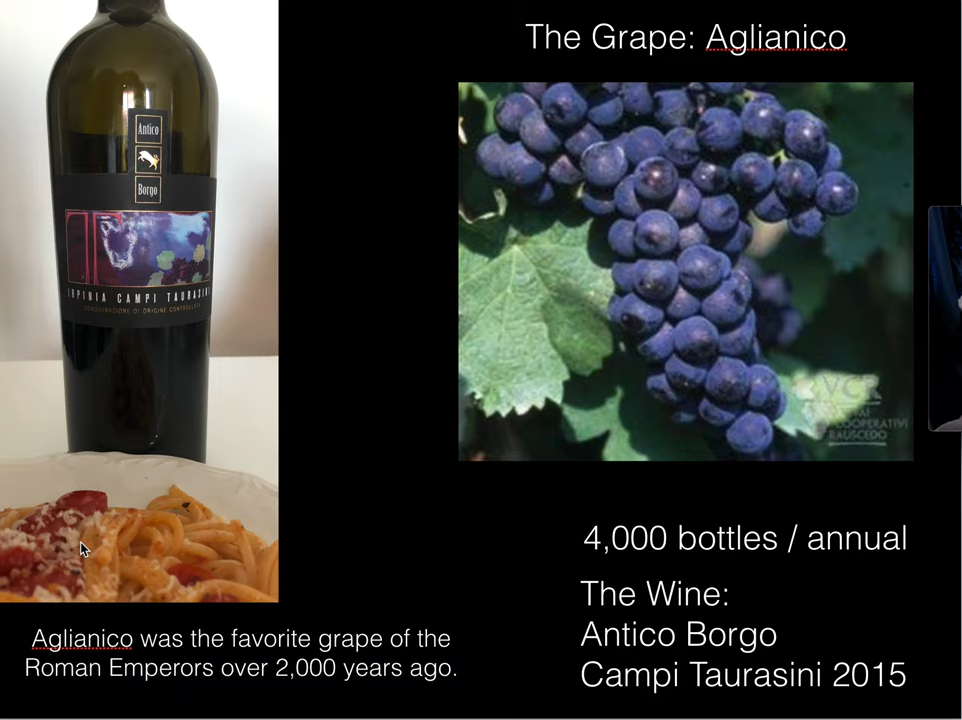 The Grape: Aglianico
Antico
Borgo
IRPINIA CAMPI TAURASINI
DENOMINAZIONE DI ORIGINE CONTROLLATA
VCR
COOPERATIVI
RAUSCEDO
4,000 bottles / annual
The Wine:
Antico Borgo
Campi Taurasini 2015
Aglianico was the favorite grape of the
Roman Emperors over 2,000 years ago.